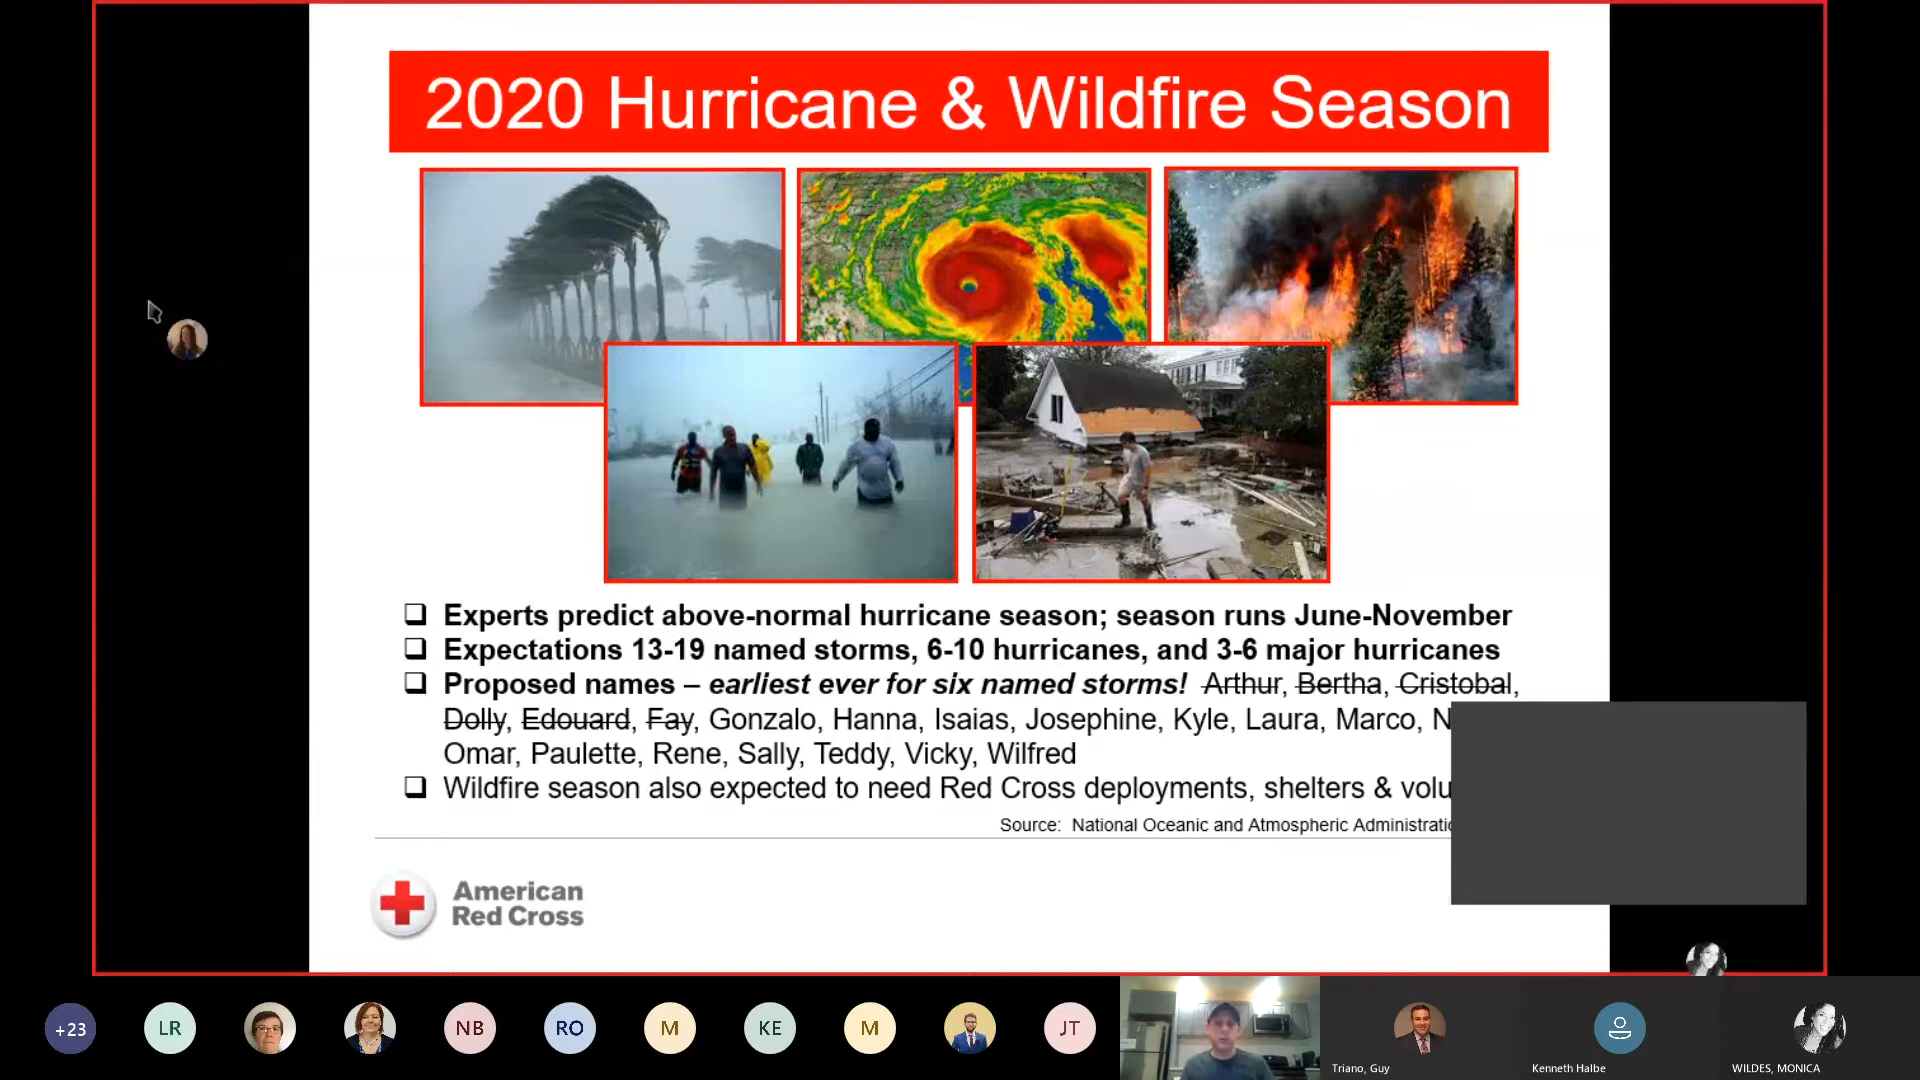 2020 Hurricane & Wildfire Season
❑ Experts predict above-normal hurricane season; season runs June-November
❑ Expectations 13-19 named storms, 6-10 hurricanes, and 3-6 major hurricanes
❑ Proposed names – earliest ever for six named storms! Arthur, Bertha, Cristobal,
Dolly, Edouard, Fay, Gonzalo, Hanna, Isaias, Josephine, Kyle, Laura, Marco, N
Omar, Paulette, Rene, Sally, Teddy, Vicky, Wilfred
❑ Wildfire season also expected to need Red Cross deployments, shelters & volu
Source: National Oceanic and Atmospheric Administratio
American
Red Cross
+23
LR
NB
RO
M
KE
M
JT
Triano, Guy
Kenneth Halbe
WILDES, MONICA